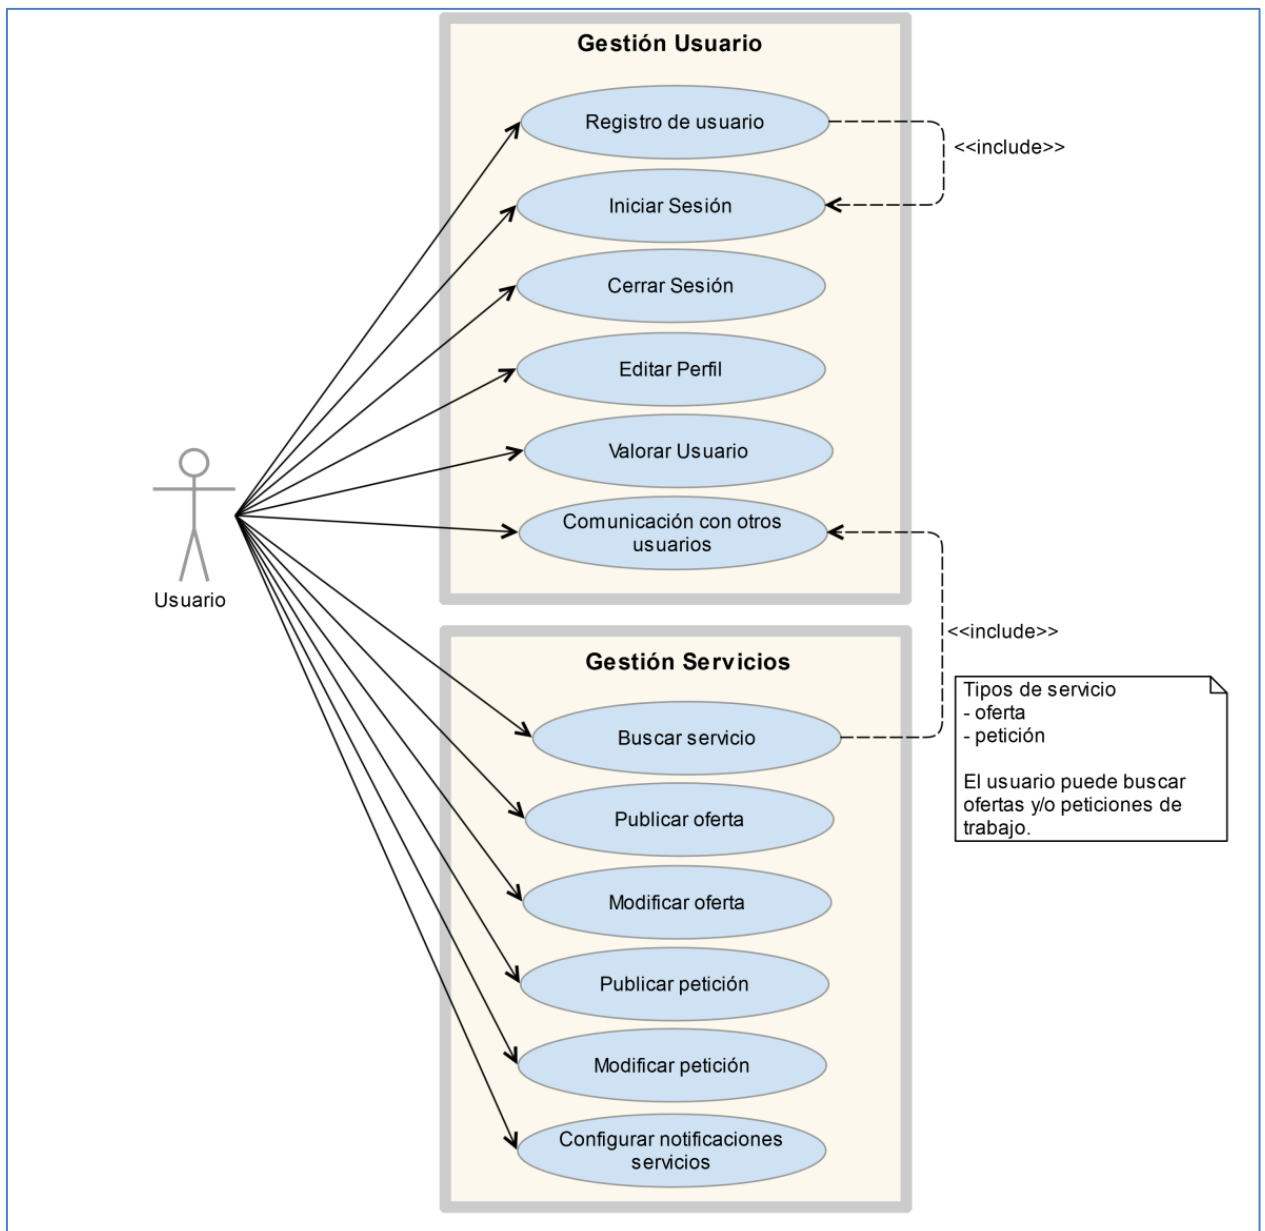 Gestión Usuario
Registro de usuario
<<include>>
Iniciar Sesión
Cerrar Sesión
Editar Perfil
Valorar Usuario
Comunicación con otros
usuarios
Usuario
<<include>>
Gestión Servicios
Tipos de servicio
- oferta
- petición
El usuario puede buscar
ofertas y/o peticiones de
trabajo.
Buscar servicio
Publicar oferta
Modificar oferta
Publicar petición
Modificar petición
Configurar notificaciones
servicios